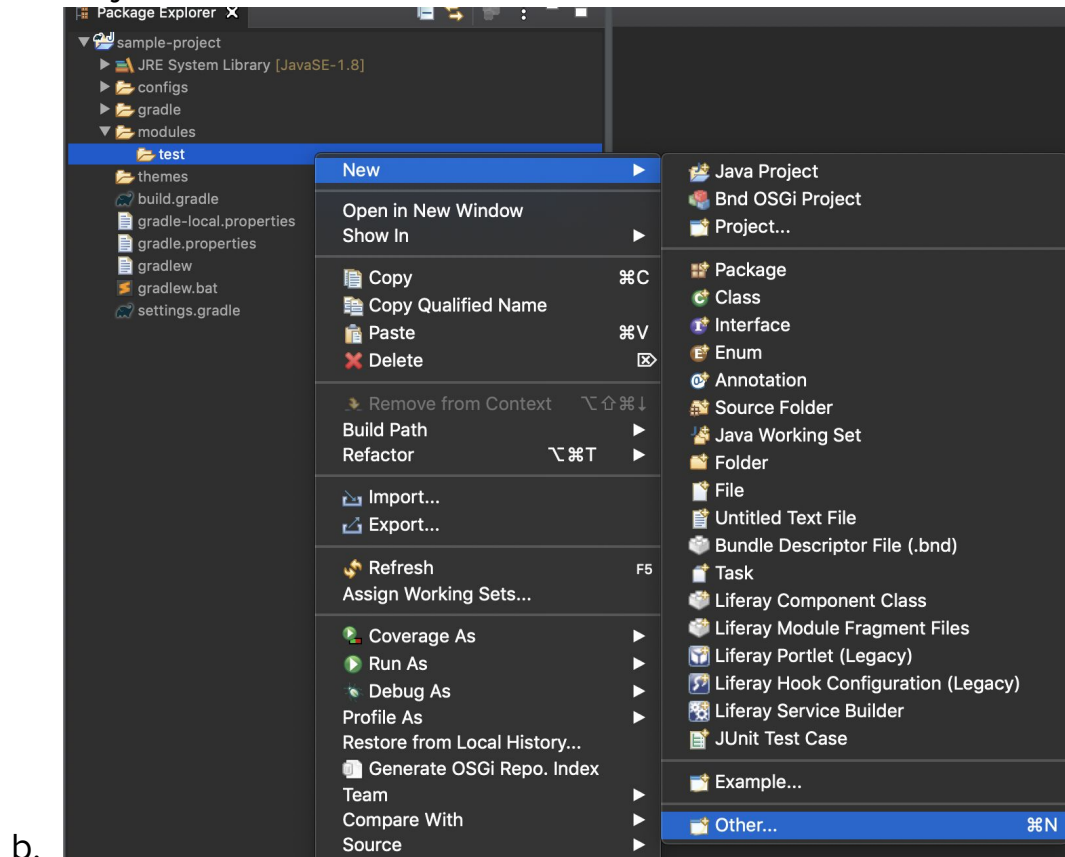 Package Explorer
sample-project
JRE System Library [JavaSE-1.8]
configs
gradle
modules
test
themes
build.gradle
gradle-local.properties
gradle.properties
gradlew
gradlew.bat
settings.gradle
New
Open in New Window
Show In
Copy ⌘C
Copy Qualified Name
Paste ⌘V
Delete ⌦
Remove from Context ⌥⇧⌘↓
Build Path
Refactor ⌥⌘T
Import...
Export...
Refresh F5
Assign Working Sets...
Coverage As
Run As
Debug As
Profile As
Restore from Local History...
Generate OSGi Repo. Index
Team
Compare With
Source
Java Project
Bnd OSGi Project
Project...
Package
Class
Interface
Enum
Annotation
Source Folder
Java Working Set
Folder
File
Untitled Text File
Bundle Descriptor File (.bnd)
Task
Liferay Component Class
Liferay Module Fragment Files
Liferay Portlet (Legacy)
Liferay Hook Configuration (Legacy)
Liferay Service Builder
JUnit Test Case
Example...
Other... ⌘N
b.